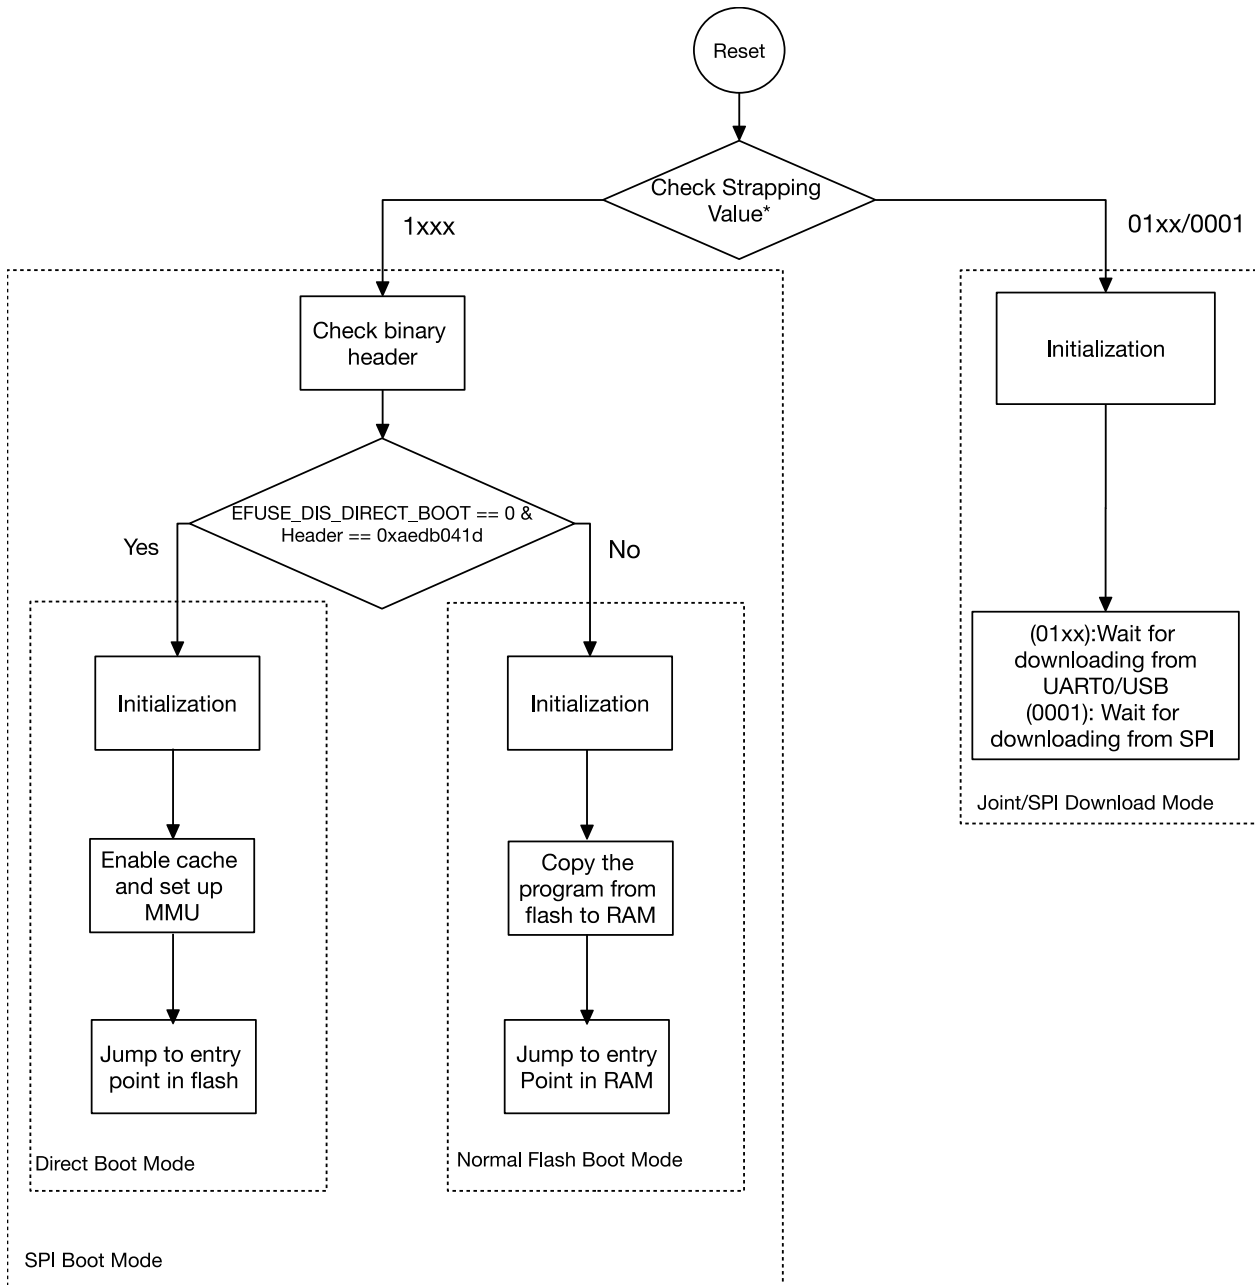 Reset
Check Strapping
Value*
1xxx
01xx/0001
Check binary
header
Initialization
EFUSE_DIS_DIRECT_BOOT == 0 &
Header == 0xaedb041d
Yes
No
(01xx):Wait for
downloading from
UART0/USB
(0001): Wait for
downloading from SPI
Joint/SPI Download Mode
Initialization
Enable cache
and set up
MMU
Jump to entry
point in flash
Direct Boot Mode
Initialization
Copy the
program from
flash to RAM
Jump to entry
Point in RAM
Normal Flash Boot Mode
SPI Boot Mode